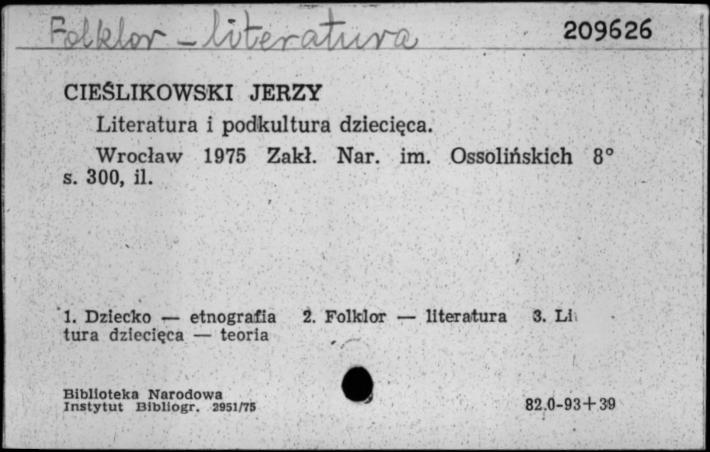 Folklor – literatura 209626
CIEŚLIKOWSKI JERZY
Literatura i podkultura dziecięca.
Wrocław 1975 Zakł. Nar. im. Ossolińskich 8°
s. 300, il.
1. Dziecko — etnografia 2. Folklor — literatura 3. Li
tura dziecięca — teoria
Biblioteka Narodowa
Instytut Bibliogr. 2951/75 82.0-93+39